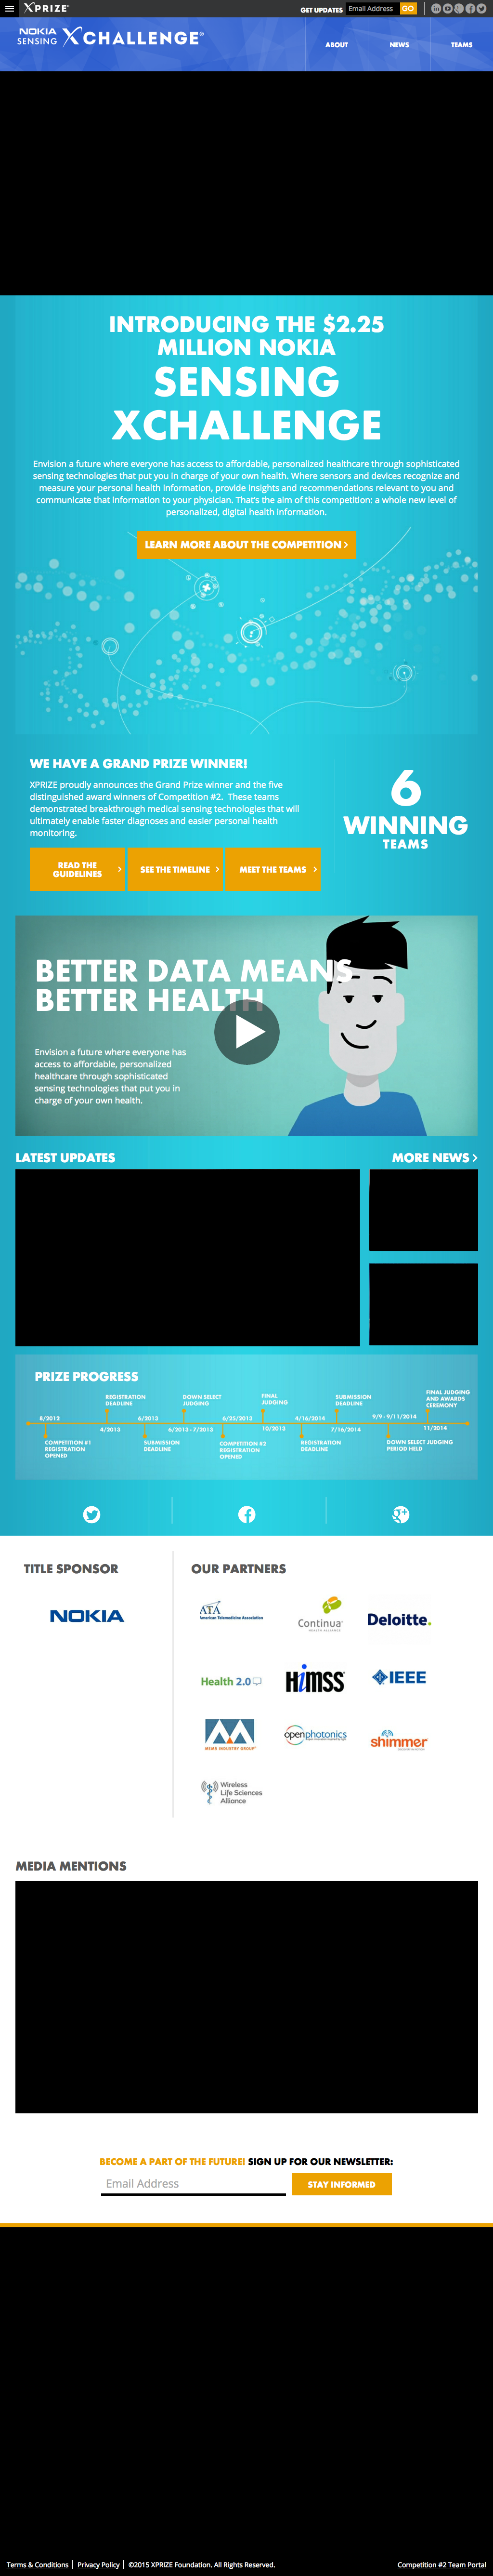 XPRIZE®
GET UPDATES Email Address GO
NOKIA
SENSING XCHALLENGE®
ABOUT NEWS TEAMS
INTRODUCING THE $2.25
MILLION NOKIA
SENSING
XCHALLENGE
Envision a future where everyone has access to affordable, personalized healthcare through sophisticated
sensing technologies that put you in charge of your own health. Where sensors and devices recognize and
measure your personal health information, provide insights and recommendations relevant to you and
communicate that information to your physician. That's the aim of this competition: a whole new level of
personalized, digital health information.
LEARN MORE ABOUT THE COMPETITION >
WE HAVE A GRAND PRIZE WINNER!
XPRIZE proudly announces the Grand Prize winner and the five
distinguished award winners of Competition #2. These teams
demonstrated breakthrough medical sensing technologies that will
ultimately enable faster diagnoses and easier personal health
monitoring.
READ THE
GUIDELINES >
SEE THE TIMELINE >
MEET THE TEAMS >
6
WINNING
TEAMS
BETTER DATA MEANS
BETTER HEALTH
Envision a future where everyone has
access to affordable, personalized
healthcare through sophisticated
sensing technologies that put you in
charge of your own health.
LATEST UPDATES
MORE NEWS >
PRIZE PROGRESS
8/2012
COMPETITION #1
REGISTRATION
OPENED
REGISTRATION
DEADLINE
4/2013
6/2013
SUBMISSION
DEADLINE
DOWN SELECT
JUDGING
6/2013 - 7/2013
6/25/2013
COMPETITION #2
REGISTRATION
OPENED
FINAL
JUDGING
10/2013
4/16/2014
REGISTRATION
DEADLINE
SUBMISSION
DEADLINE
7/16/2014
9/9 - 9/11/2014
DOWN SELECT JUDGING
PERIOD HELD
FINAL JUDGING
AND AWARDS
CEREMONY
11/2014
TITLE SPONSOR
NOKIA
OUR PARTNERS
ATA
American Telemedicine Association
Continua
HEALTH ALLIANCE
Deloitte.
Health 2.0
HiMSS
IEEE
MEMS INDUSTRY GROUP
openphotonics
shimmer
Wireless
Life Sciences
Alliance
MEDIA MENTIONS
BECOME A PART OF THE FUTURE! SIGN UP FOR OUR NEWSLETTER:
Email Address
STAY INFORMED
Terms & Conditions | Privacy Policy | ©2015 XPRIZE Foundation. All Rights Reserved.
Competition #2 Team Portal